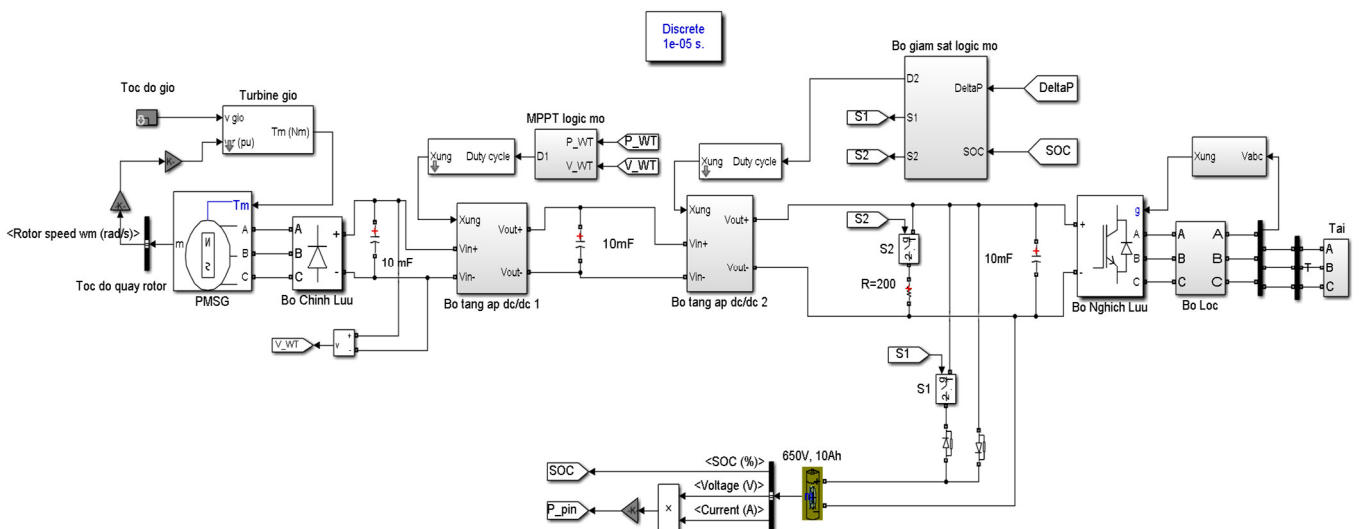 Discrete
1e-05 s.
Bo giam sat logic mo
D2
S1
S2
DeltaP
SOC
DeltaP
SOC
S1
S2
Toc do gio
Turbine gio
v gio
wr (pu)
Tm (Nm)
MPPT logic mo
P_WT
V_WT
D1
P_WT
V_WT
Xung
Duty cycle
Xung
Duty cycle
Xung
Vabc
-K-
-K-
<Rotor speed wm (rad/s)>
Toc do quay rotor
m
Tm
N
S
A
B
C
PMSG
A
B
C
+
-
Bo Chinh Luu
10 mF
Xung
Vin+
Vin-
Vout+
Vout-
Bo tang ap dc/dc 1
10mF
Xung
Vin+
Vin-
Vout+
Vout-
Bo tang ap dc/dc 2
S2
S2
R=200
10mF
+
-
g
A
B
C
Bo Nghich Luu
A
B
C
A
B
C
Bo Loc
Tai
A
B
C
V_WT
v
+
-
S1
S1
650V, 10Ah
<SOC (%)>
<Voltage (V)>
<Current (A)>
SOC
P_pin
-K-
x